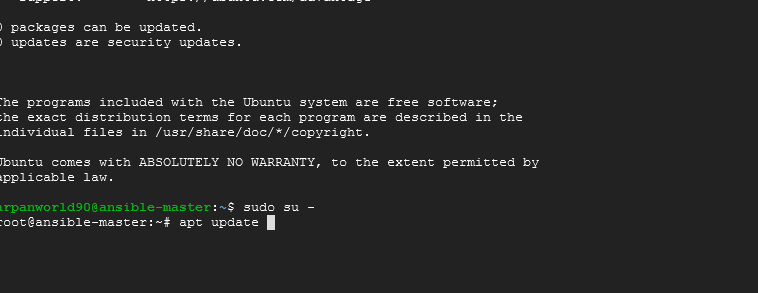 packages can be updated.
updates are security updates.
The programs included with the Ubuntu system are free software;
the exact distribution terms for each program are described in the
individual files in /usr/share/doc/*/copyright.
Ubuntu comes with ABSOLUTELY NO WARRANTY, to the extent permitted by
applicable law.
arpanworld90@ansible-master:~$ sudo su -
root@ansible-master:~# apt update